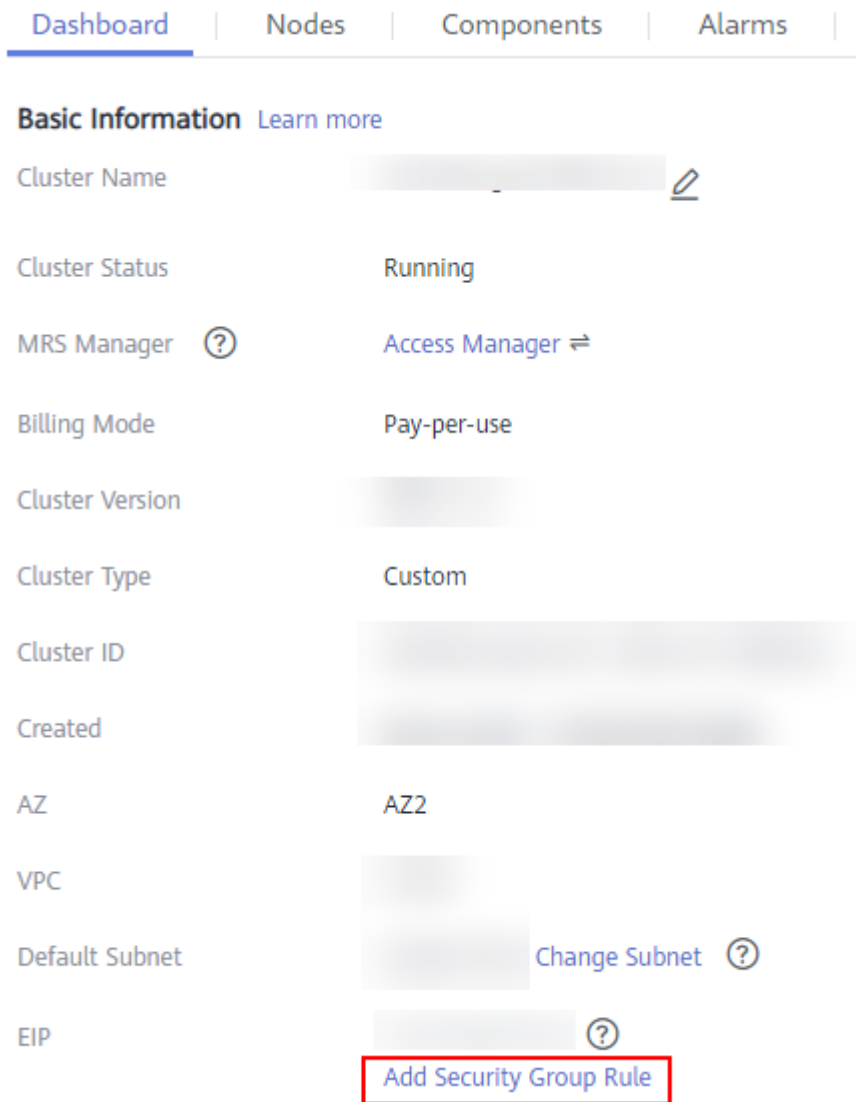 Dashboard Nodes Components Alarms
Basic Information Learn more
Cluster Name
Cluster Status Running
MRS Manager ? Access Manager ⇌
Billing Mode Pay-per-use
Cluster Version
Cluster Type Custom
Cluster ID
Created
AZ AZ2
VPC
Default Subnet Change Subnet ?
EIP ?
Add Security Group Rule